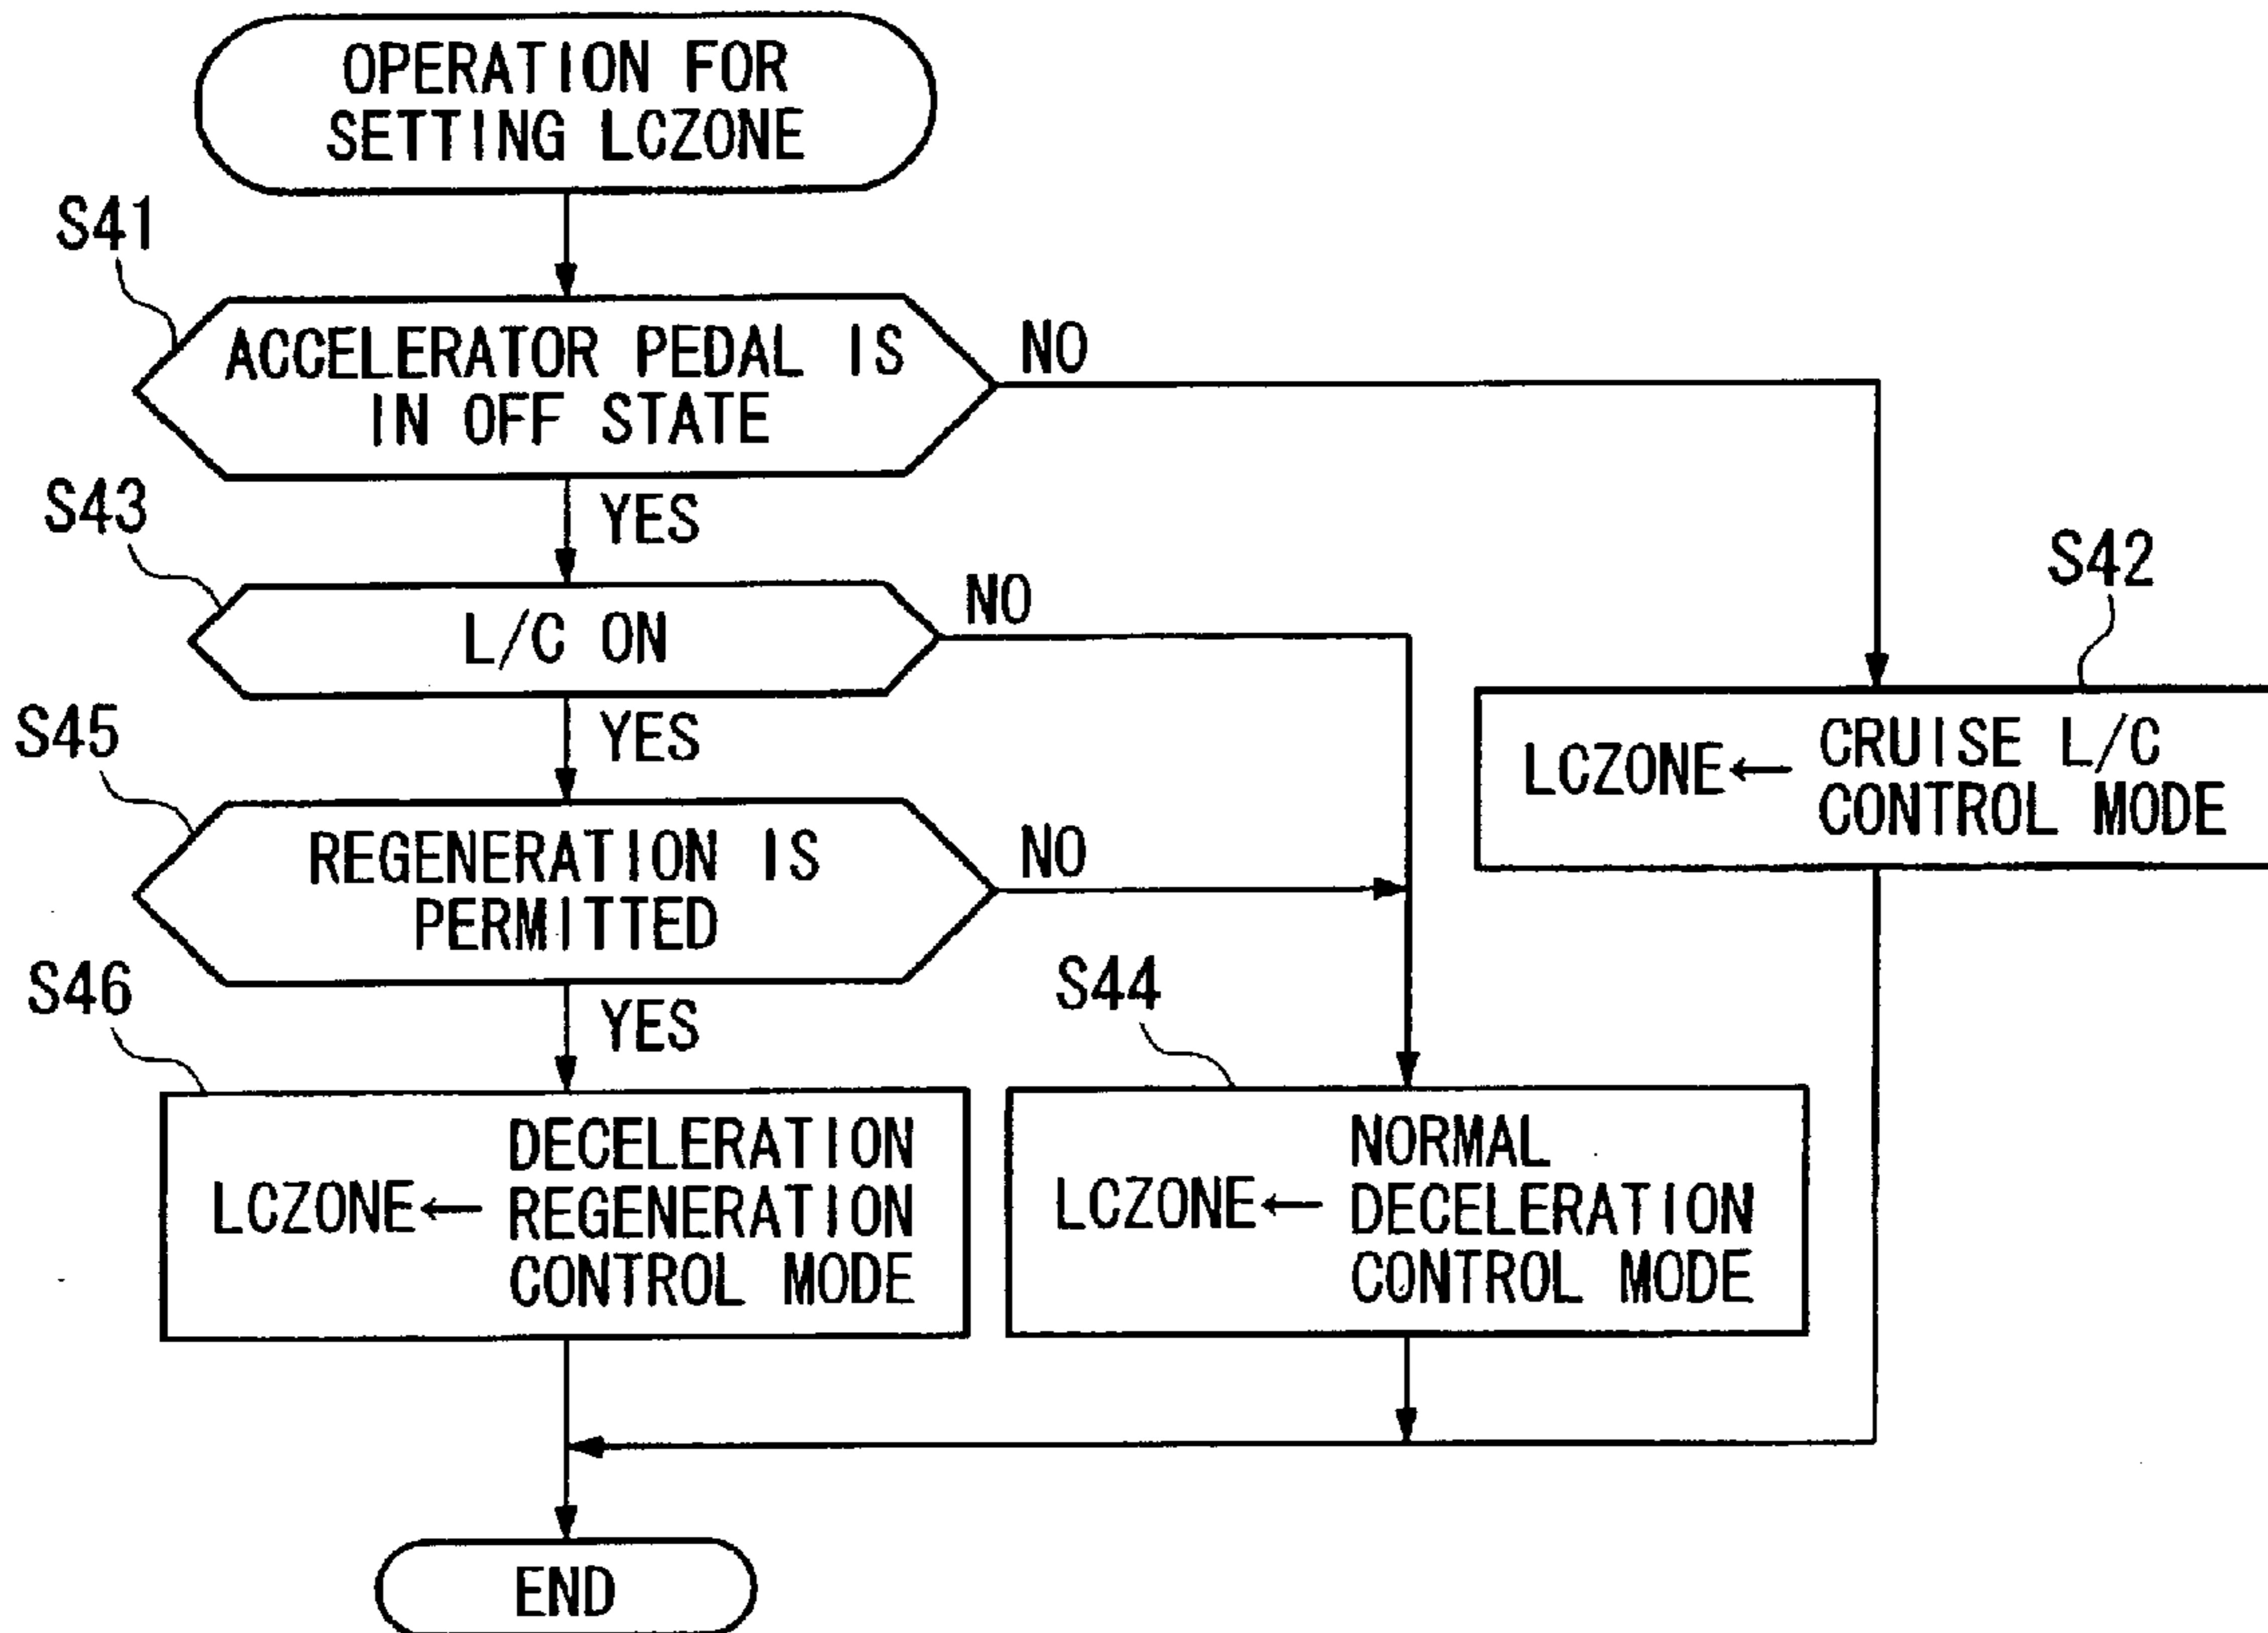 OPERATION FOR
SETTING LCZONE
S41
ACCELERATOR PEDAL IS
IN OFF STATE
NO
YES
S43
L/C ON
NO
YES
S42
LCZONE← CRUISE L/C
CONTROL MODE
S45
REGENERATION IS
PERMITTED
NO
YES
S46
DECELERATION
LCZONE← REGENERATION
CONTROL MODE
S44
NORMAL
LCZONE← DECELERATION
CONTROL MODE
END